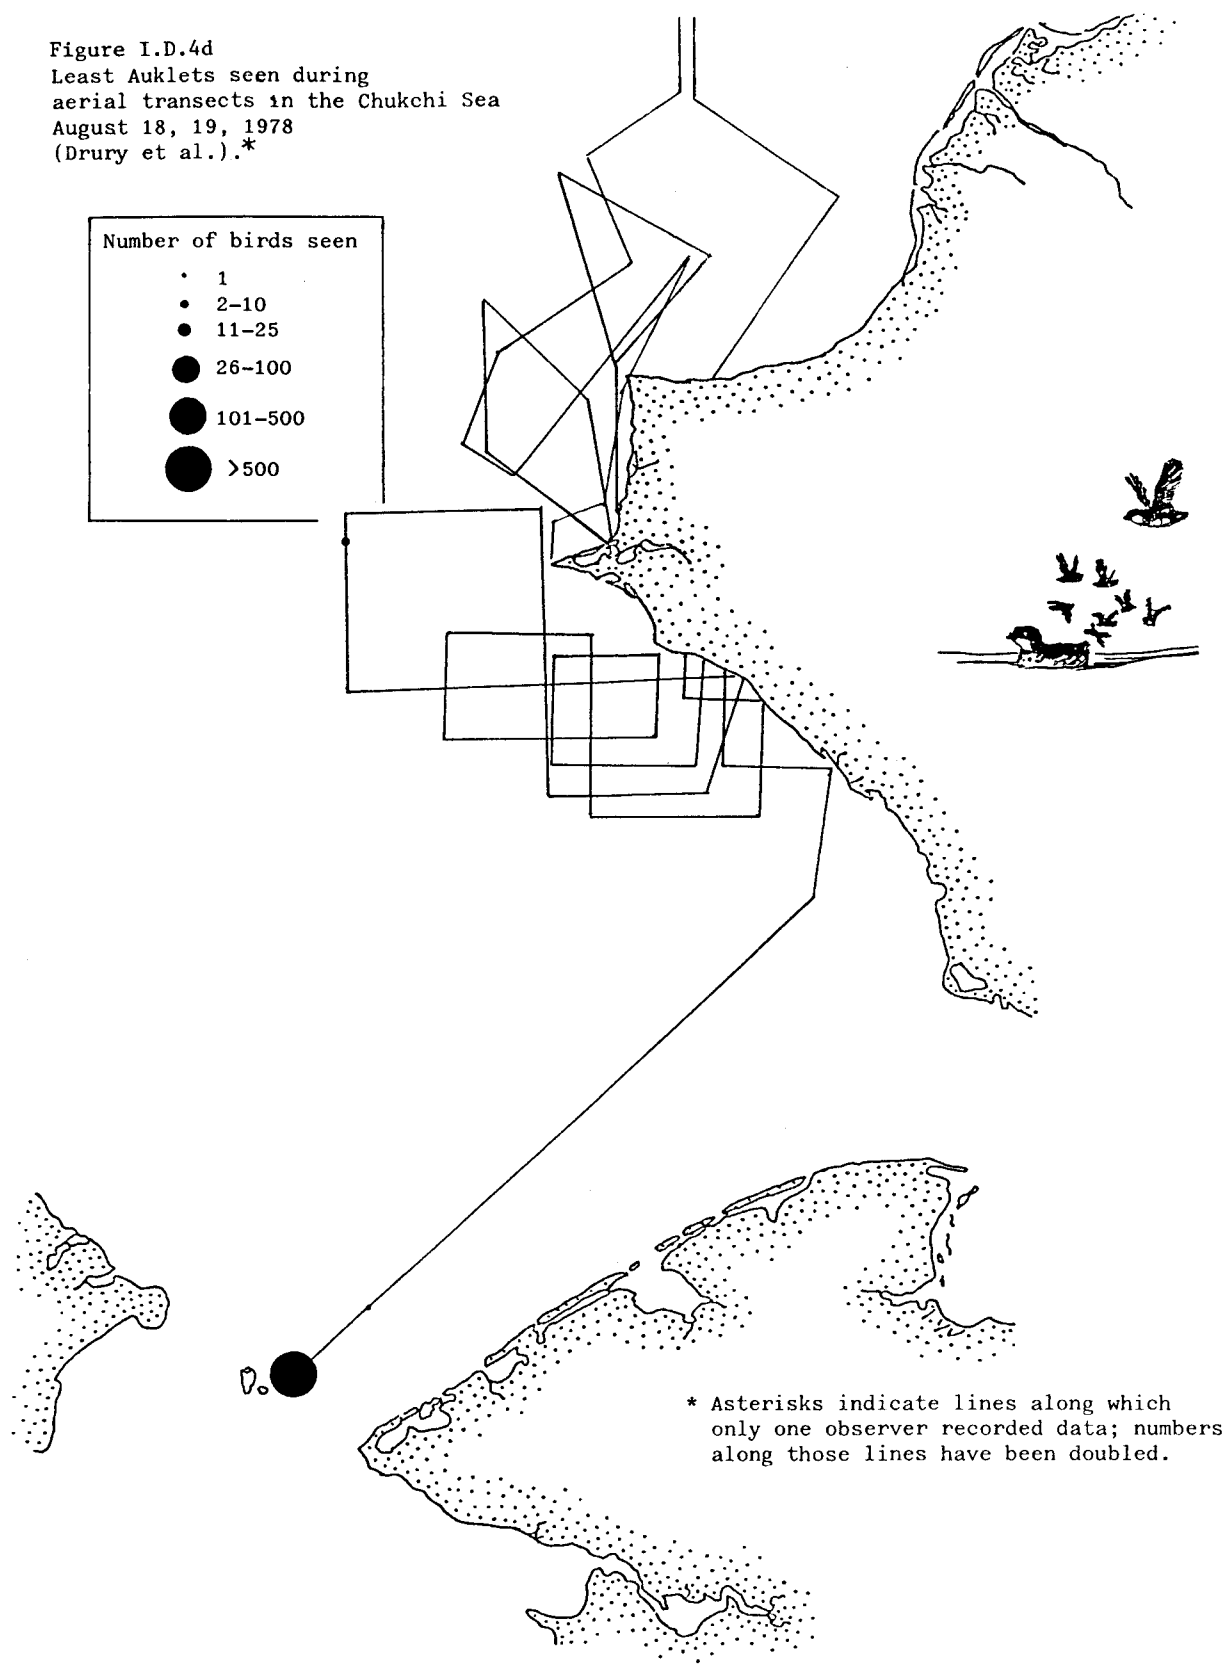 Figure I.D.4d
Least Auklets seen during
aerial transects in the Chukchi Sea
August 18, 19, 1978
(Drury et al.).*
Number of birds seen
1
2-10
11-25
26-100
101-500
>500
* Asterisks indicate lines along which
only one observer recorded data; numbers
along those lines have been doubled.